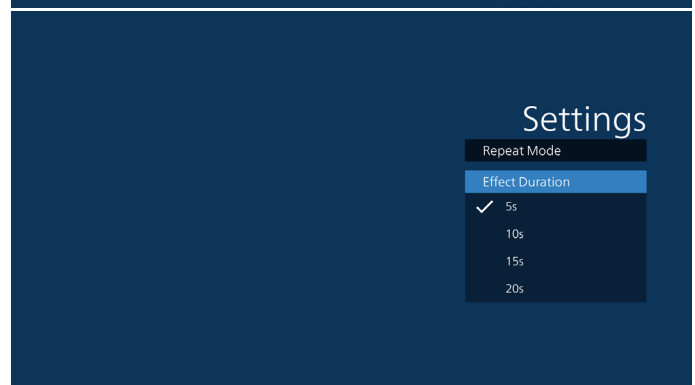 Settings
Repeat Mode
Effect Duration
5s
10s
15s
20s